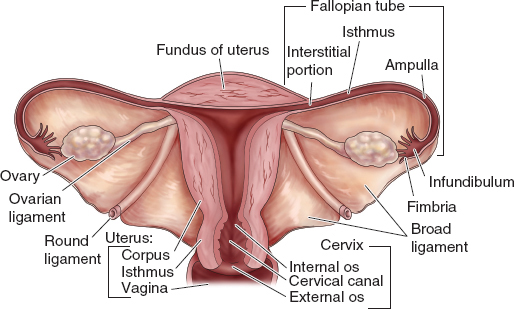 Fallopian tube
Isthmus
Fundus of uterus
Interstitial
portion
Ampulla
Ovary
Ovarian
ligament
Infundibulum
Fimbria
Round
ligament
Broad
ligament
Uterus:
Corpus
Isthmus
Vagina
Cervix
Internal os
Cervical canal
External os